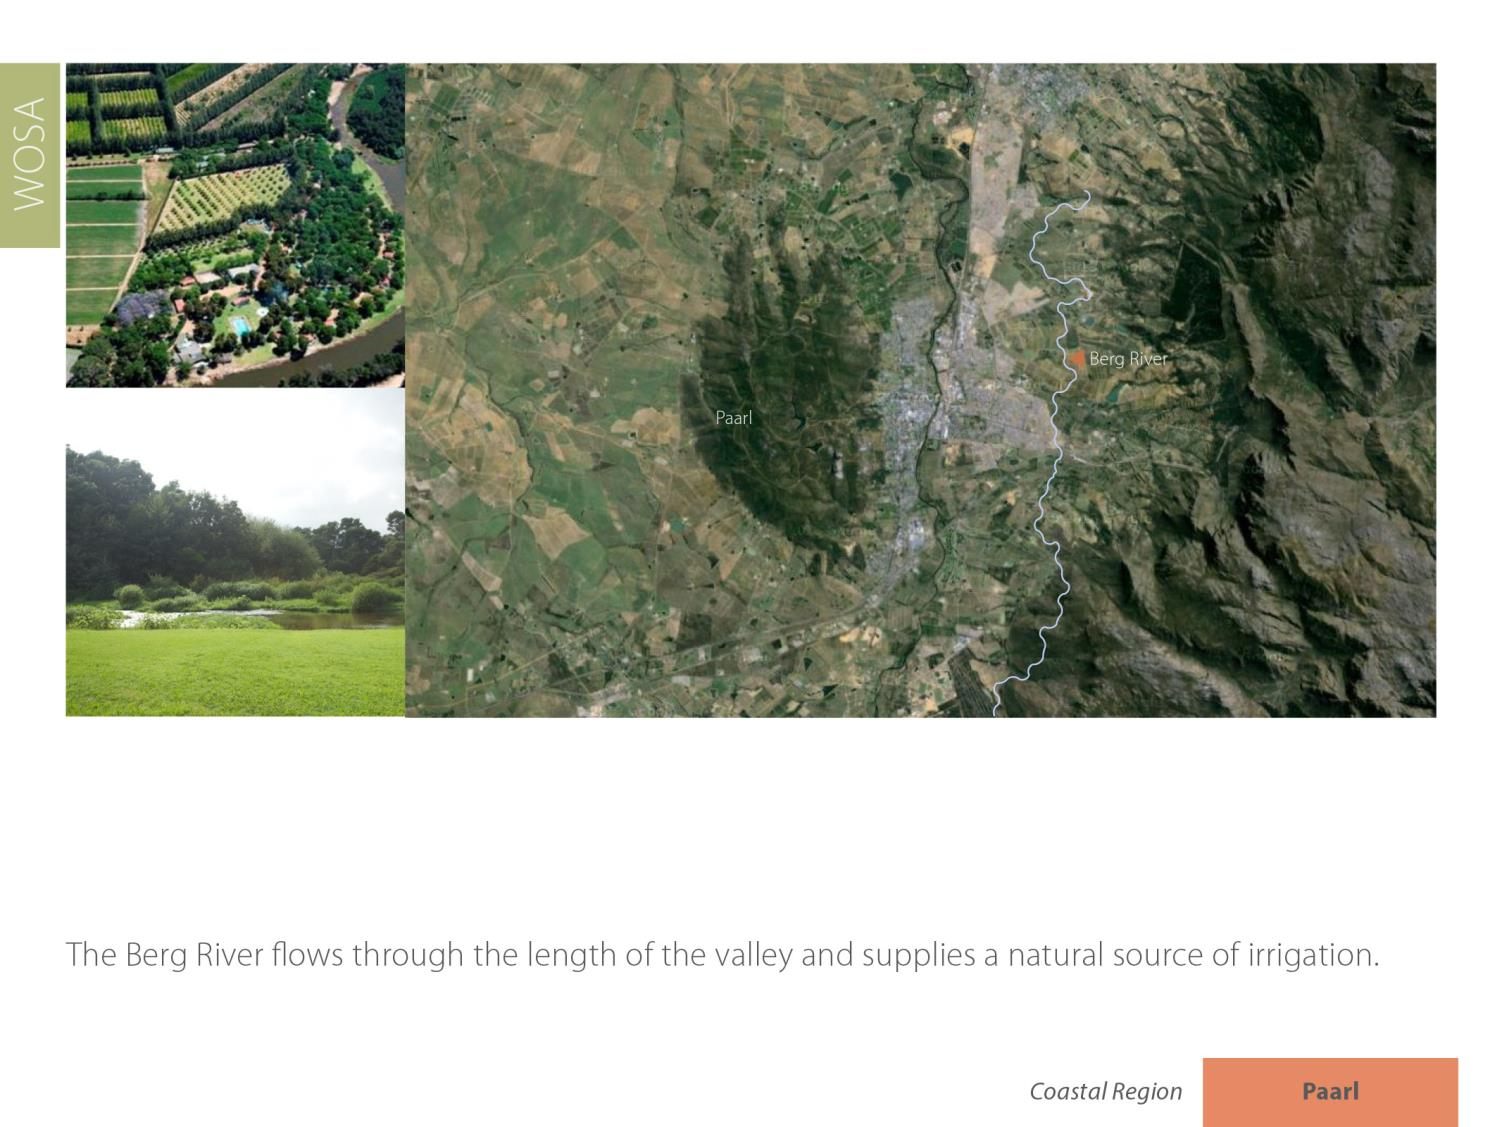 WOSA
Berg River
Paarl
The Berg River flows through the length of the valley and supplies a natural source of irrigation.
Coastal Region
Paarl